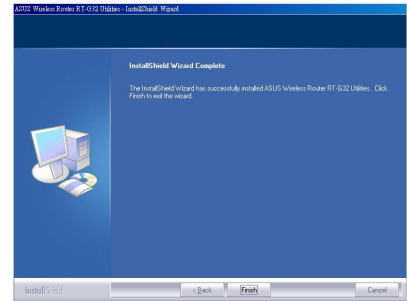 ASUS Wireless Router RT-G32 Utilities - InstallShield Wizard
InstallShield Wizard Complete
The InstallShield Wizard has successfully installed ASUS Wireless Router RT-G32 Utilities. Click
Finish to exit the wizard.
InstallShield
< Back
Finish
Cancel